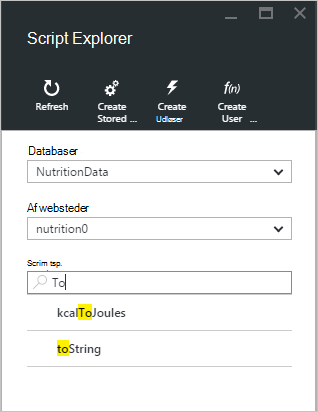 Script Explorer
Refresh
Create
Stored ...
Create
Udløser
f(n)
Create
User ...
Databaser
NutritionData
Af websteder
nutrition0
Scrim tsp.
To
kcalToJoules
toString